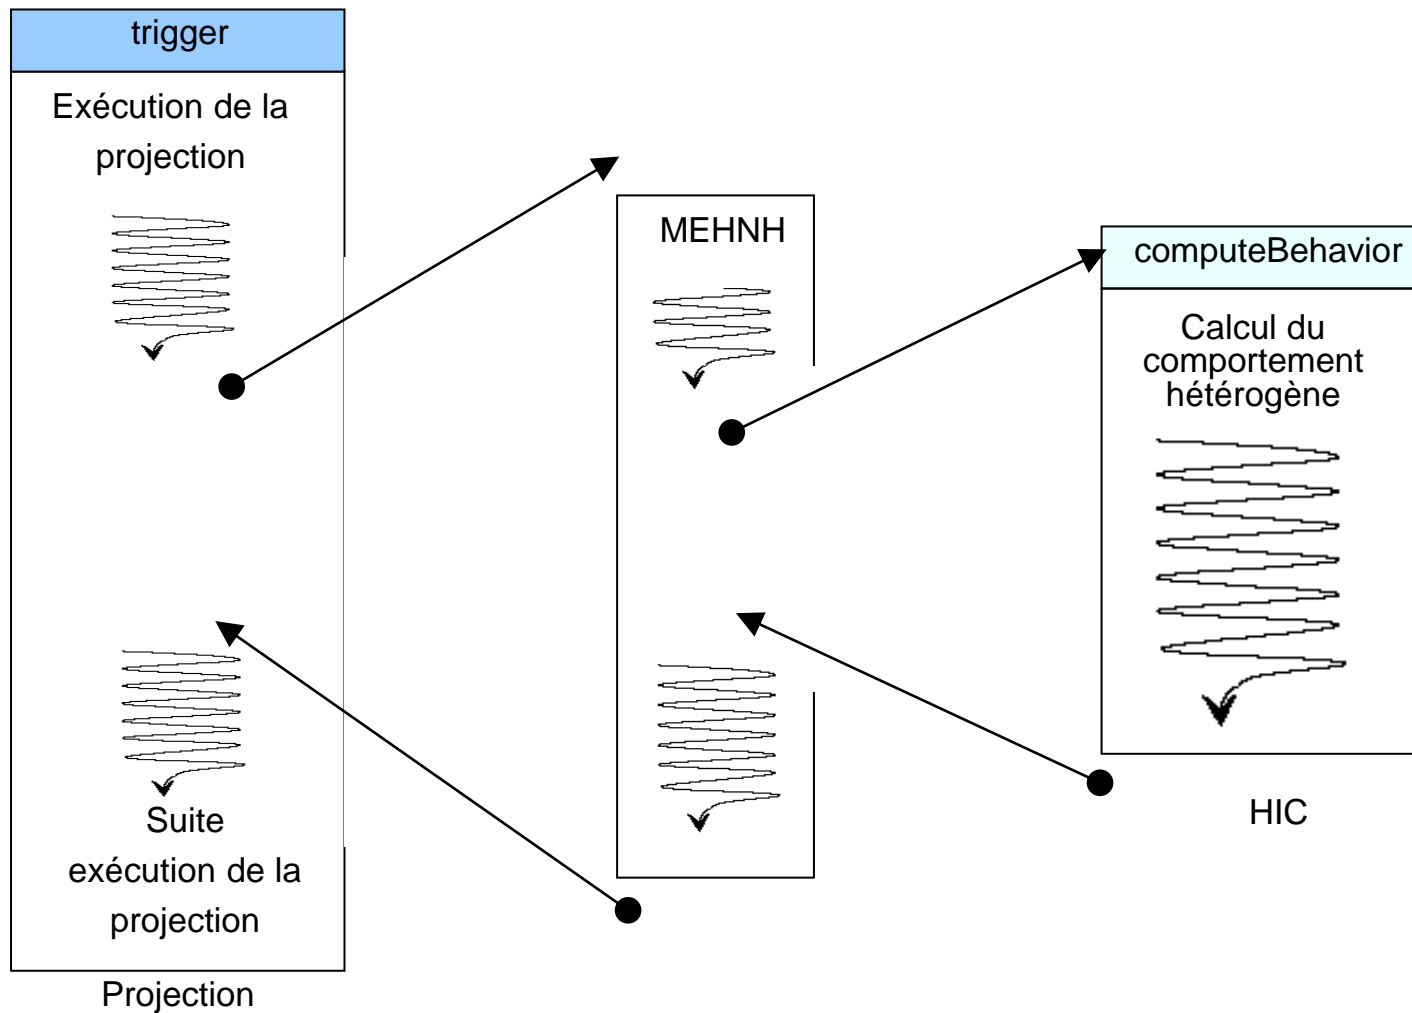 trigger
Exécution de la
projection
MEHNH
computeBehavior
Calcul du
comportement
hétérogène
Suite
exécution de la
projection
HIC
Projection